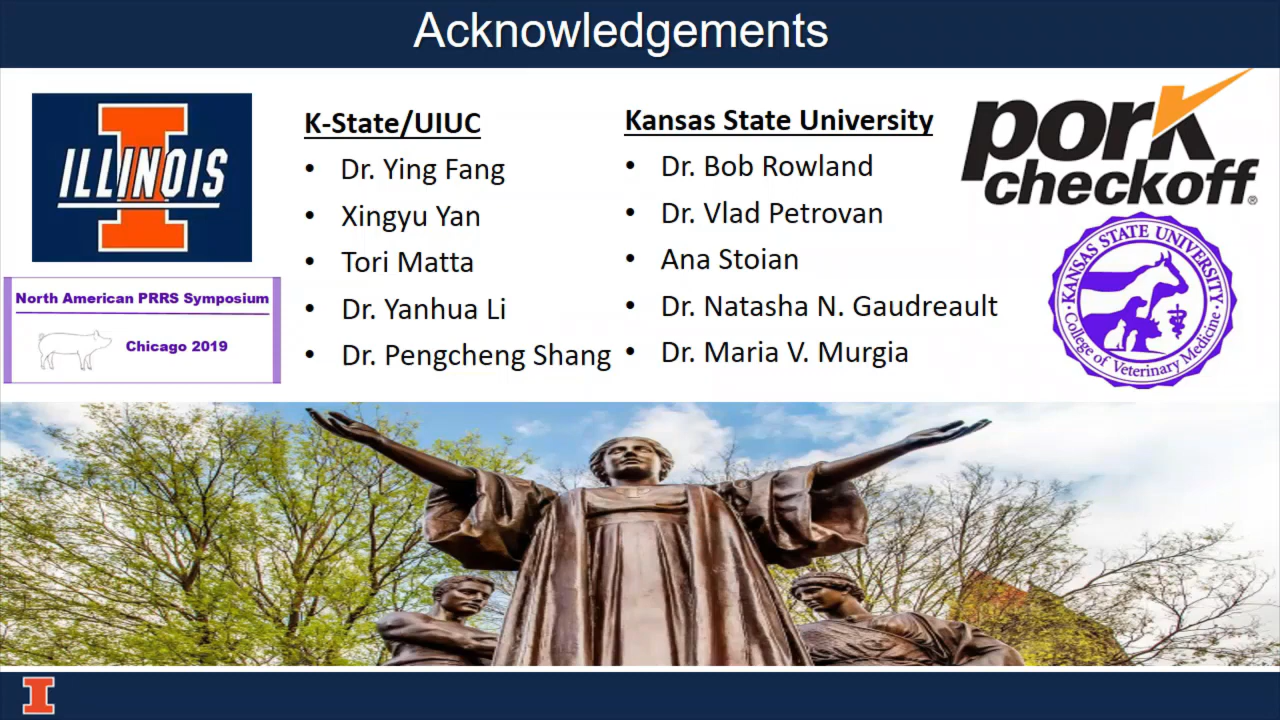 Acknowledgements
ILLINOIS
North American PRRS Symposium
Chicago 2019
K-State/UIUC
• Dr. Ying Fang
• Xingyu Yan
• Tori Matta
• Dr. Yanhua Li
• Dr. Pengcheng Shang
Kansas State University
• Dr. Bob Rowland
• Dr. Vlad Petrovan
• Ana Stoian
• Dr. Natasha N. Gaudreault
• Dr. Maria V. Murgia
pork
checkoff®
KANSAS STATE UNIVERSITY
College of Veterinary Medicine